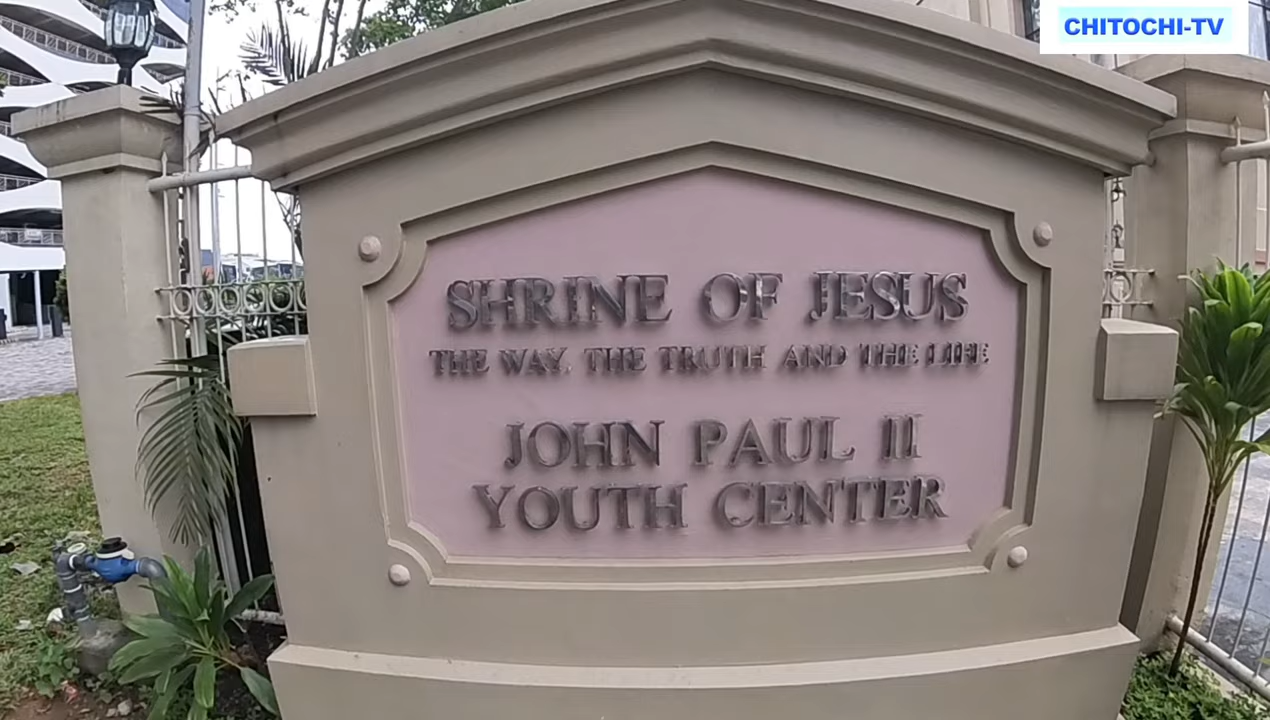 CHITOCHI-TV
SHRINE OF JESUS
THE WAY, THE TRUTH AND THE LIFE
JOHN PAUL II
YOUTH CENTER